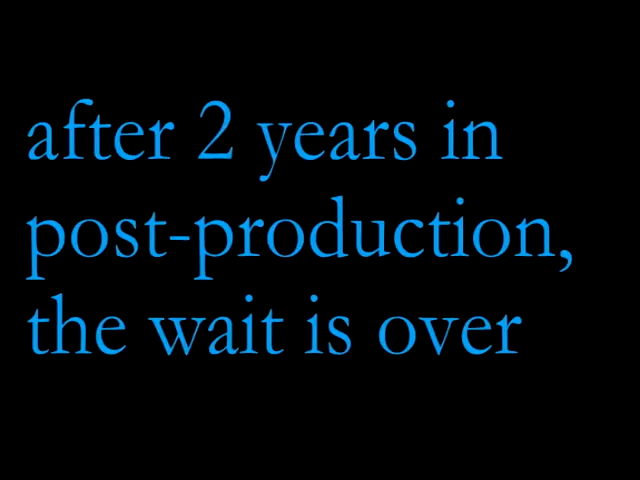 after 2 years in
post-production,
the wait is over